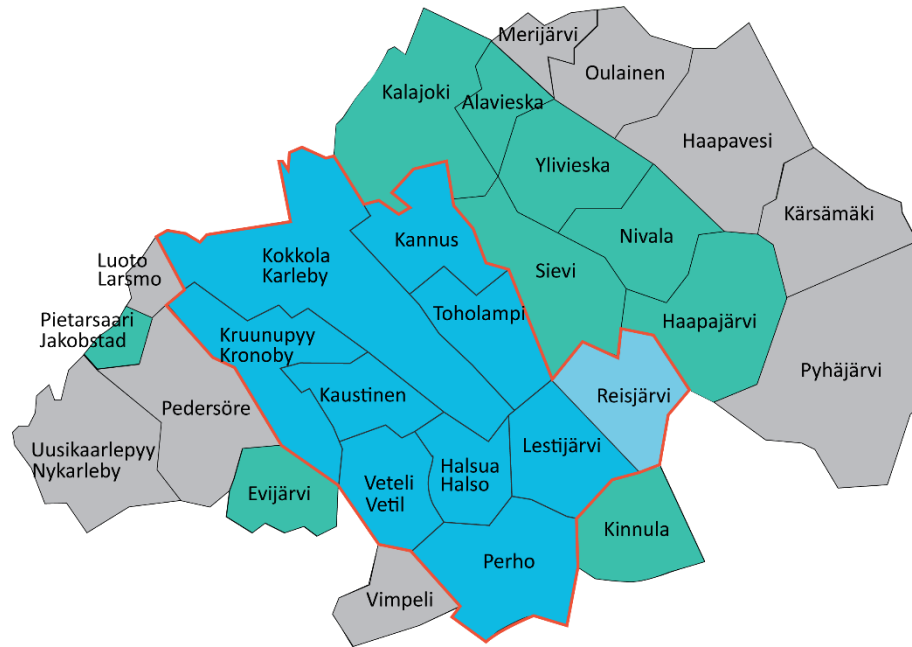 Merijärvi
Oulainen
Kalajoki
Alavieska
Haapavesi
Ylivieska
Kärsämäki
Kannus
Nivala
Kokkola
Karleby
Sievi
Luoto
Larsmo
Toholampi
Haapajärvi
Pietarsaari
Jakobstad
Kruunupyy
Kronoby
Pyhäjärvi
Kaustinen
Reisjärvi
Pedersöre
Uusikaarlepyy
Nykarleby
Lestijärvi
Halsua
Halso
Veteli
Vetil
Evijärvi
Kinnula
Perho
Vimpeli